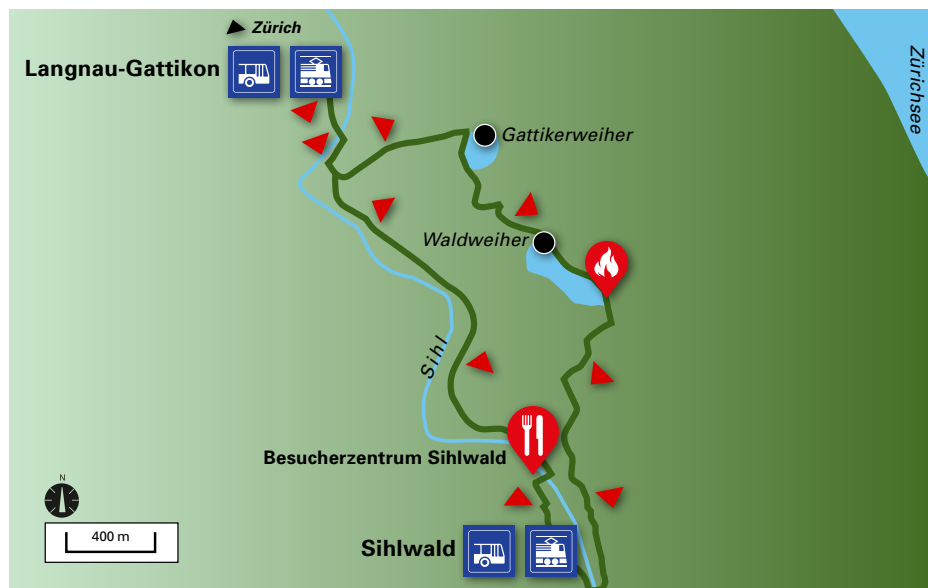 Zürich
Langnau-Gattikon
Zürichsee
Gattikerweiher
Waldweiher
Sihl
Besucherzentrum Sihlwald
N
400 m
Sihlwald